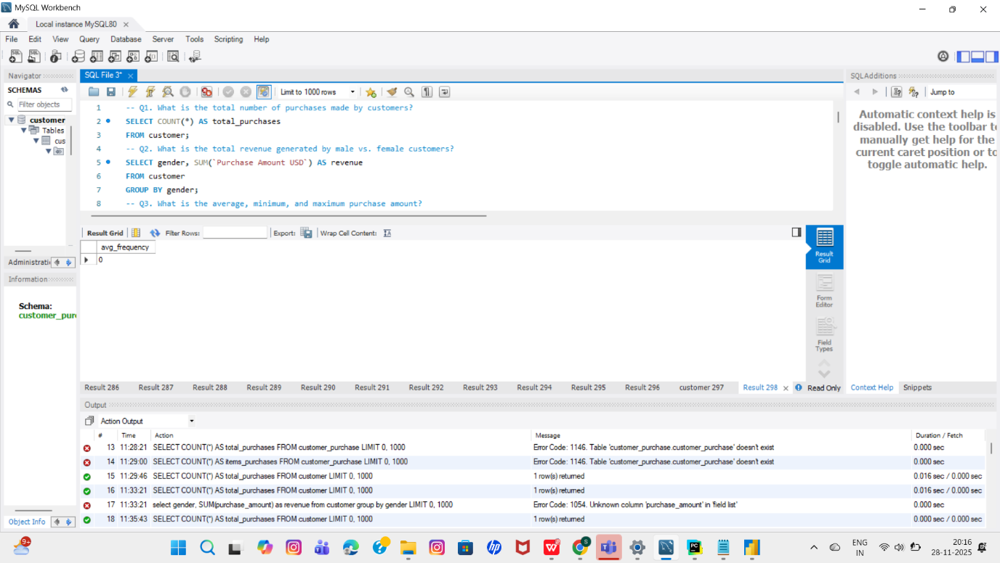 MySQL Workbench
Local instance MySQL80
File Edit View Query Database Server Tools Scripting Help
Navigator
SCHEMAS
Filter objects
customer
Tables
cus
Administrati
Information
Schema:
customer_pur
Object Info
SQL File 3*
Limit to 1000 rows
1 -- Q1. What is the total number of purchases made by customers?
2 SELECT COUNT(*) AS total_purchases
3 FROM customer;
4 -- Q2. What is the total revenue generated by male vs. female customers?
5 SELECT gender, SUM(`Purchase Amount USD`) AS revenue
6 FROM customer
7 GROUP BY gender;
8 -- Q3. What is the average, minimum, and maximum purchase amount?
Result Grid Filter Rows: Export: Wrap Cell Content:
avg_frequency
0
Result
Grid
Form
Editor
Field
Types
Result 286 Result 287 Result 288 Result 289 Result 290 Result 291 Result 292 Result 293 Result 294 Result 295 Result 296 customer 297 Result 298 Read Only
SQLAdditions
Jump to
Automatic context help is
disabled. Use the toolbar to
manually get help for the
current caret position or to
toggle automatic help.
Context Help Snippets
Output
Action Output
# Time Action Message Duration / Fetch
13 11:28:21 SELECT COUNT(*) AS total_purchases FROM customer_purchase LIMIT 0, 1000 Error Code: 1146. Table 'customer_purchase.customer_purchase' doesn't exist 0.000 sec
14 11:29:00 SELECT COUNT(*) AS items_purchases FROM customer_purchase LIMIT 0, 1000 Error Code: 1146. Table 'customer_purchase.customer_purchase' doesn't exist 0.000 sec
15 11:29:46 SELECT COUNT(*) AS total_purchases FROM customer LIMIT 0, 1000 1 row(s) returned 0.016 sec / 0.000 sec
16 11:33:21 SELECT COUNT(*) AS total_purchases FROM customer LIMIT 0, 1000 1 row(s) returned 0.016 sec / 0.000 sec
17 11:33:21 select gender, SUM(purchase_amount) as revenue from customer group by gender LIMIT 0, 1000 Error Code: 1054. Unknown column 'purchase_amount' in 'field list' 0.000 sec
18 11:35:43 SELECT COUNT(*) AS total_purchases FROM customer LIMIT 0, 1000 1 row(s) returned 0.000 sec / 0.000 sec
9+
ENG
IN
20:16
28-11-2025